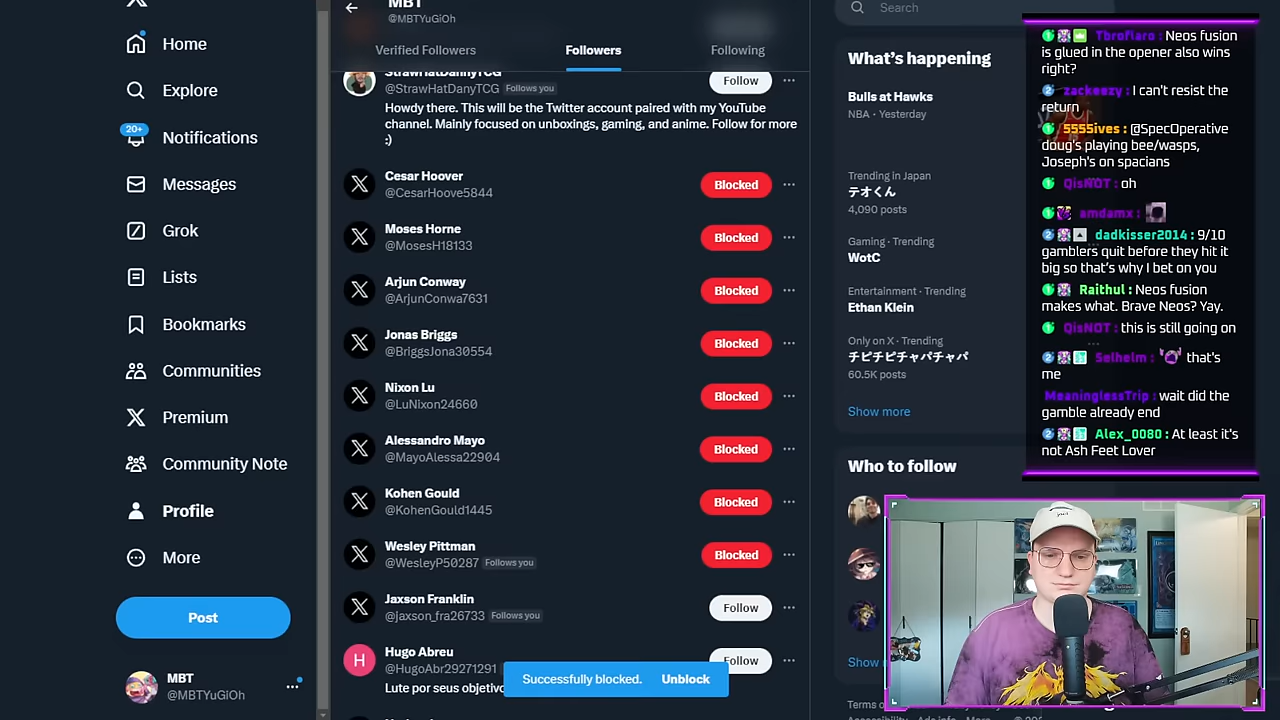 Home
Explore
20+
Notifications
Messages
Grok
Lists
Bookmarks
Communities
Premium
Community Note
Profile
More
Post
MBT
@MBTYuGiOh
MBT
@MBTYuGiOh
Verified Followers
Followers
Following
StrawHatDannyTCG
@StrawHatDanyTCG Follows you
Follow
Howdy there. This will be the Twitter account paired with my YouTube
channel. Mainly focused on unboxings, gaming, and anime. Follow for more
:)
Cesar Hoover
@CesarHoove5844
Blocked
Moses Horne
@MosesH18133
Blocked
Arjun Conway
@ArjunConwa7631
Blocked
Jonas Briggs
@BriggsJona30554
Blocked
Nixon Lu
@LuNixon24660
Blocked
Alessandro Mayo
@MayoAlessa22904
Blocked
Kohen Gould
@KohenGould1445
Blocked
Wesley Pittman
@WesleyP50287 Follows you
Blocked
Jaxson Franklin
@jaxson_fra26733 Follows you
Follow
Hugo Abreu
H
@HugoAbr29271291
Follow
Lute por seus objetivo
Successfully blocked.
Unblock
Search
What's happening
Bulls at Hawks
NBA · Yesterday
Trending in Japan
テオくん
4,090 posts
Gaming · Trending
WotC
Entertainment · Trending
Ethan Klein
Only on X · Trending
チピチピチャパチャパ
60.5K posts
Show more
Who to follow
Show
Terms o
Tbroflaro : Neos fusion
is glued in the opener also wins
right?
zackeezy : I can't resist the
return
5555ives : @SpecOperative
doug's playing bee/wasps,
Joseph's on spacians
QisNOT : oh
amdamx :
dadkisser2014 : 9/10
gamblers quit before they hit it
big so that's why I bet on you
Raithul : Neos fusion
makes what. Brave Neos? Yay.
QisNOT : this is still going on
Selhelm : that's
me
MeaninglessTrip : wait did the
gamble already end
Alex_0080 : At least it's
not Ash Feet Lover